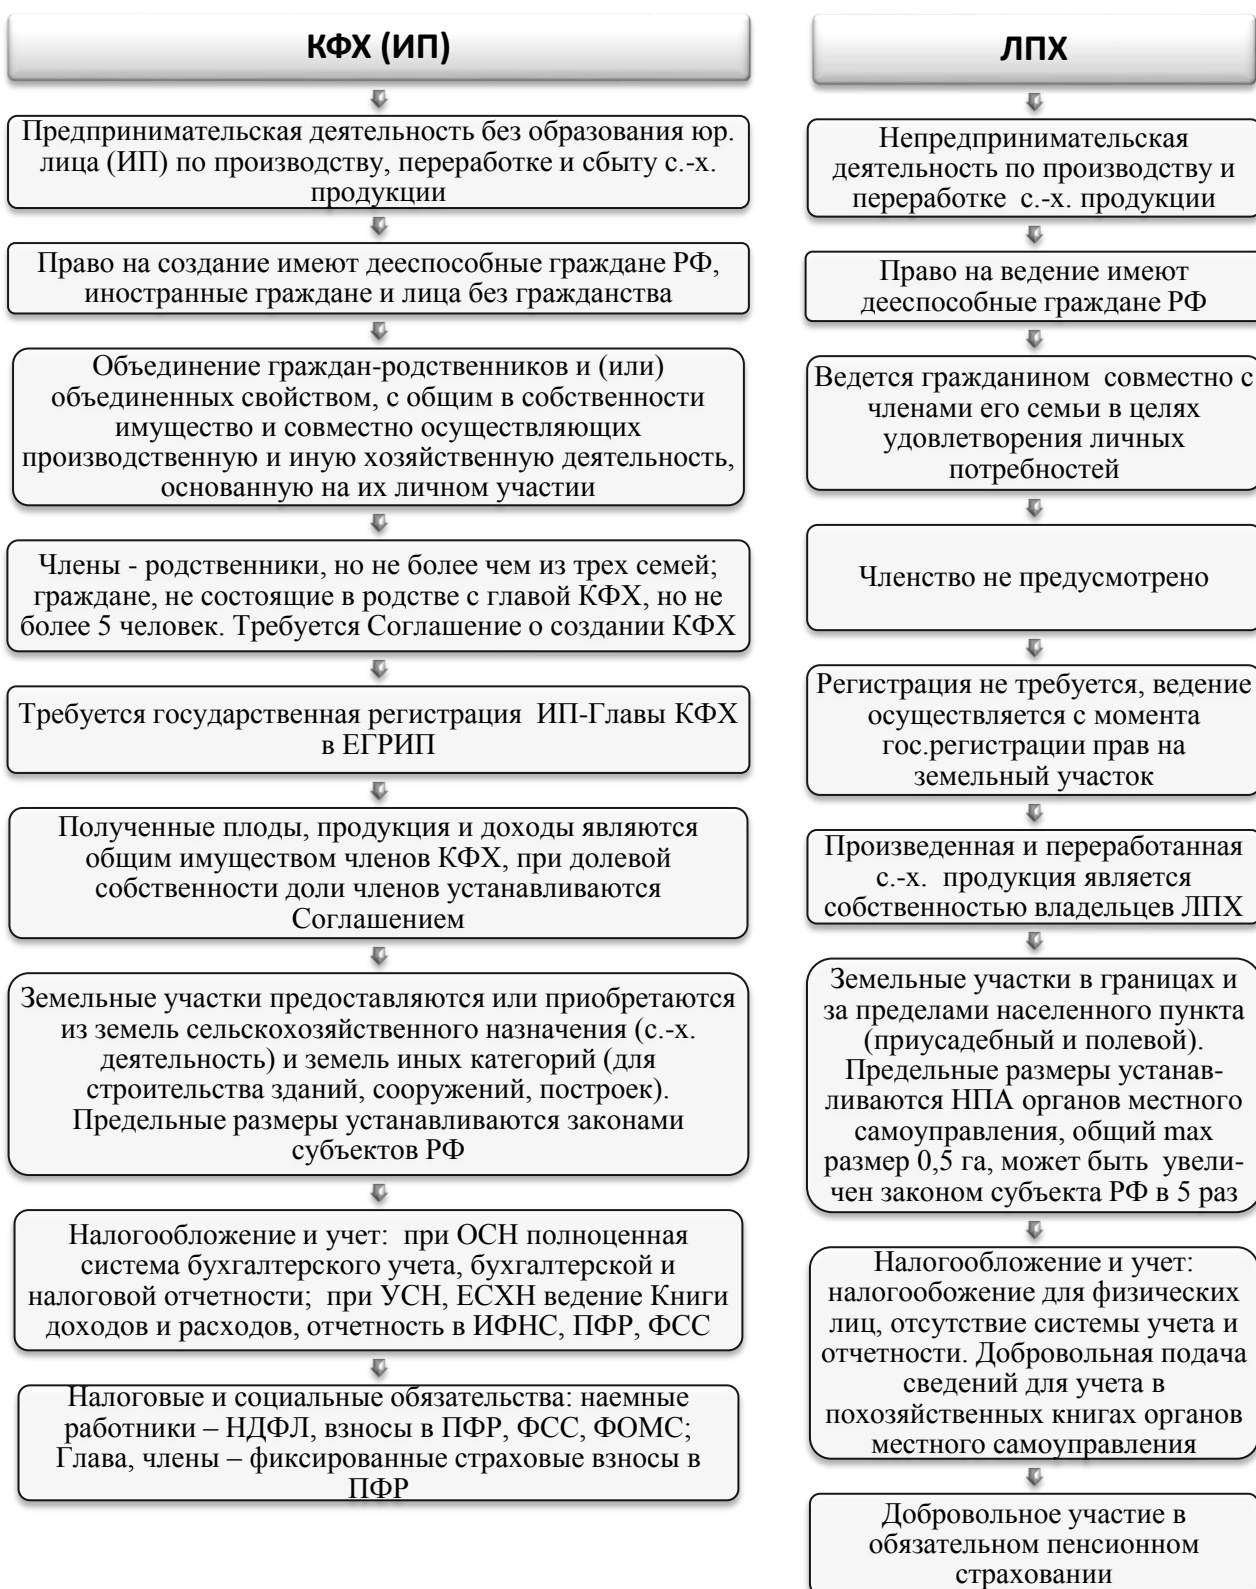 КФХ (ИП)
Предпринимательская деятельность без образования юр.
лица (ИП) по производству, переработке и сбыту с.-х.
продукции
Право на создание имеют дееспособные граждане РФ,
иностранные граждане и лица без гражданства
Объединение граждан-родственников и (или)
объединенных свойством, с общим в собственности
имущество и совместно осуществляющих
производственную и иную хозяйственную деятельность,
основанную на их личном участии
Члены - родственники, но не более чем из трех семей;
граждане, не состоящие в родстве с главой КФХ, но не
более 5 человек. Требуется Соглашение о создании КФХ
Требуется государственная регистрация ИП-Главы КФХ
в ЕГРИП
Полученные плоды, продукция и доходы являются
общим имуществом членов КФХ, при долевой
собственности доли членов устанавливаются
Соглашением
Земельные участки предоставляются или приобретаются
из земель сельскохозяйственного назначения (с.-х.
деятельность) и земель иных категорий (для
строительства зданий, сооружений, построек).
Предельные размеры устанавливаются законами
субъектов РФ
Налогообложение и учет: при ОСН полноценная
система бухгалтерского учета, бухгалтерской и
налоговой отчетности; при УСН, ЕСХН ведение Книги
доходов и расходов, отчетность в ИФНС, ПФР, ФСС
Налоговые и социальные обязательства: наемные
работники – НДФЛ, взносы в ПФР, ФСС, ФОМС;
Глава, члены – фиксированные страховые взносы в
ПФР
ЛПХ
Непредпринимательская
деятельность по производству и
переработке с.-х. продукции
Право на ведение имеют
дееспособные граждане РФ
Ведется гражданином совместно с
членами его семьи в целях
удовлетворения личных
потребностей
Членство не предусмотрено
Регистрация не требуется, ведение
осуществляется с момента
гос.регистрации прав на
земельный участок
Произведенная и переработанная
с.-х. продукция является
собственностью владельцев ЛПХ
Земельные участки в границах и
за пределами населенного пункта
(приусадебный и полевой).
Предельные размеры устанав-
ливаются НПА органов местного
самоуправления, общий max
размер 0,5 га, может быть увели-
чен законом субъекта РФ в 5 раз
Налогообложение и учет:
налогообожение для физических
лиц, отсутствие системы учета и
отчетности. Добровольная подача
сведений для учета в
похозяйственных книгах органов
местного самоуправления
Добровольное участие в
обязательном пенсионном
страховании